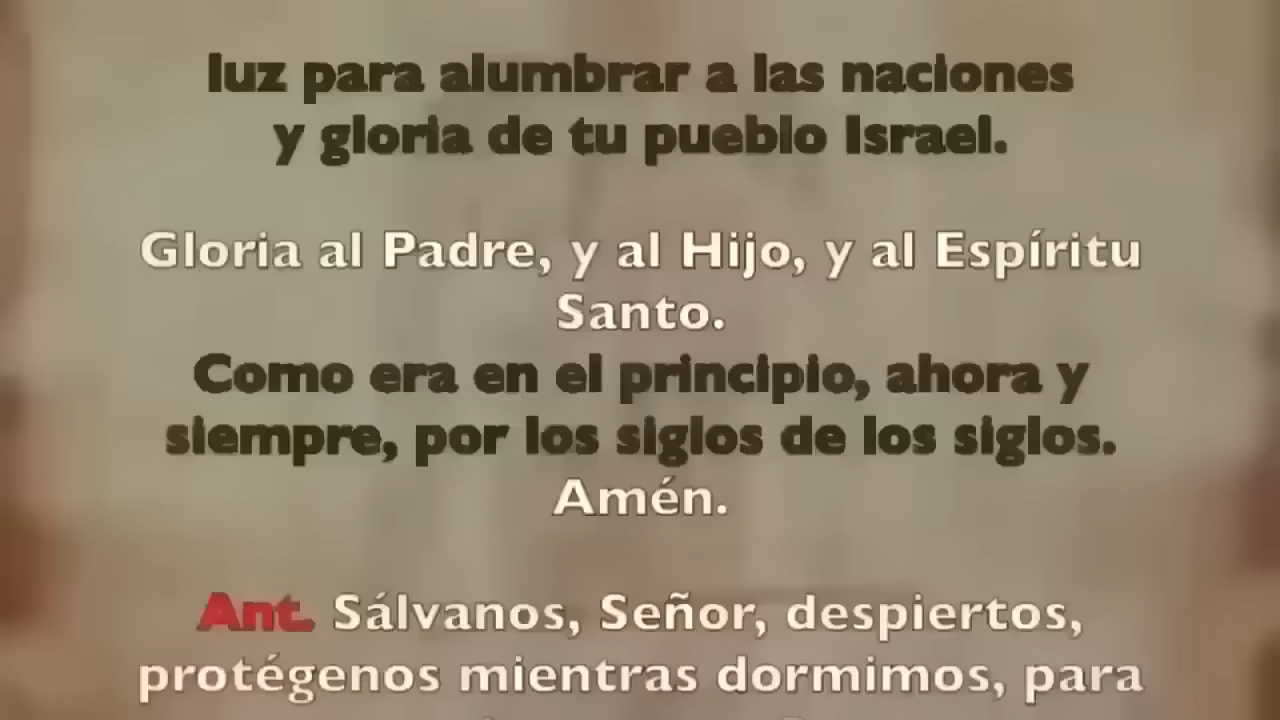 luz para alumbrar a las naciones
y gloria de tu pueblo Israel.
Gloria al Padre, y al Hijo, y al Espíritu
Santo.
Como era en el principio, ahora y
siempre, por los siglos de los siglos.
Amén.
Ant. Sálvanos, Señor, despiertos,
protégenos mientras dormimos, para